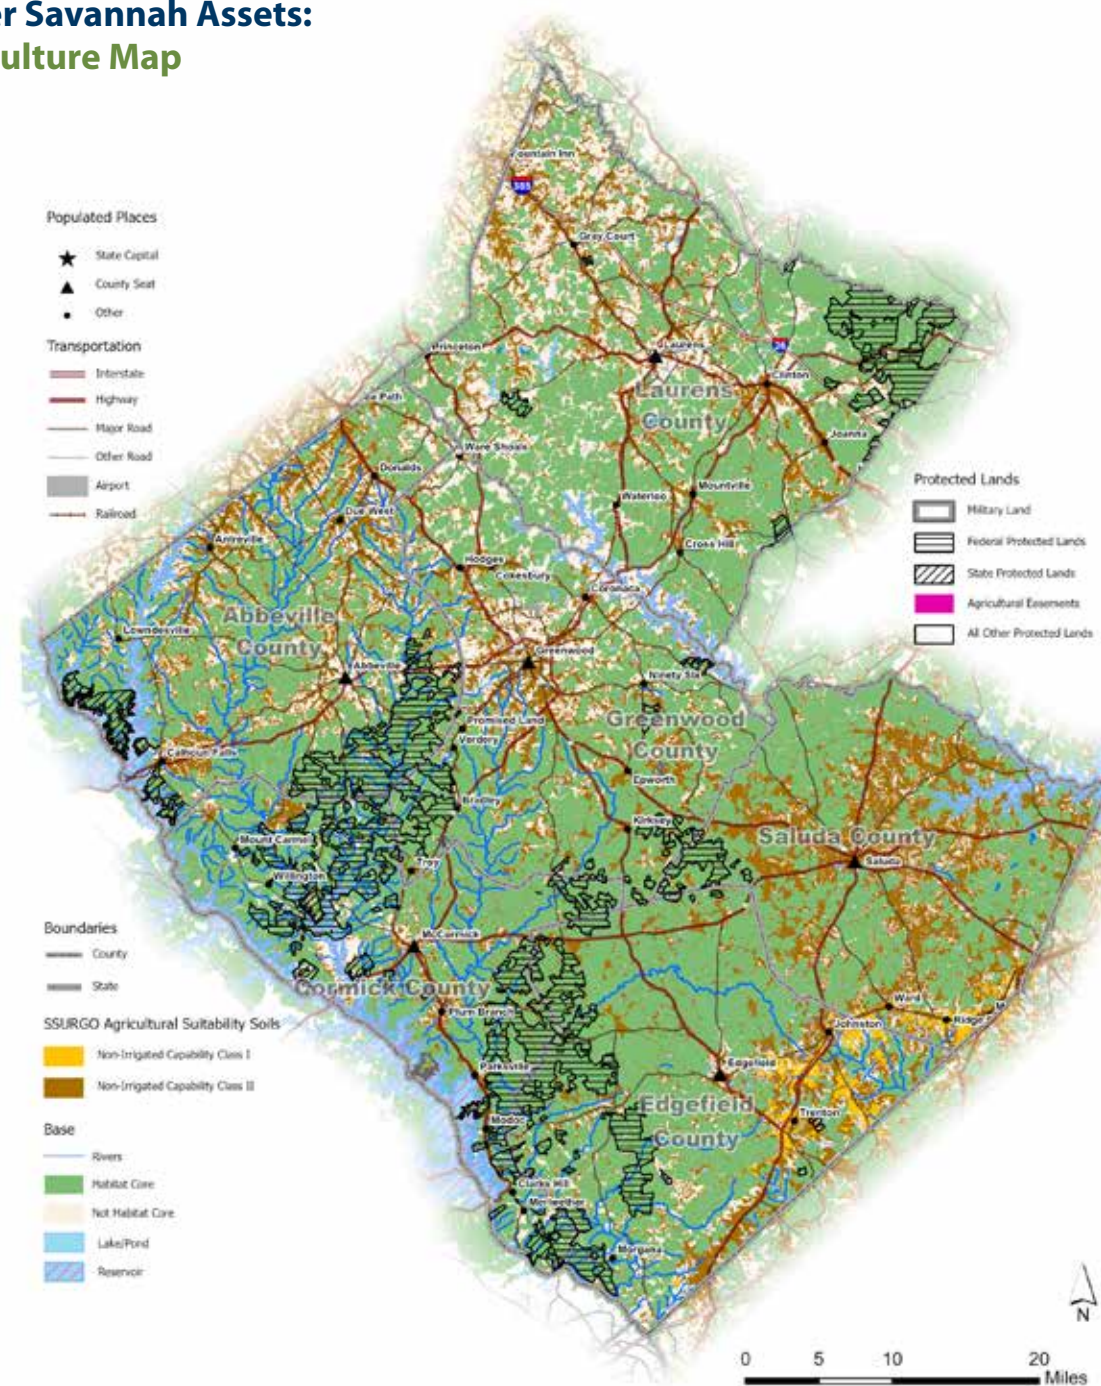 er Savannah Assets:
ulture Map
Populated Places
State Capital
County Seat
Other
Transportation
Interstate
Highway
Major Road
Other Road
Airport
Railroad
Boundaries
County
State
SSURGO Agricultural Suitability Soils
Non-Irrigated Capability Class I
Non-Irrigated Capability Class II
Base
Rivers
Habitat Core
Not Habitat Core
Lake/Pond
Reservoir
Protected Lands
Military Land
Federal Protected Lands
State Protected Lands
Agricultural Easements
All Other Protected Lands
Fountain Inn
385
Gray Court
Princeton
Laurens
26
Clinton
Laurens
County
Path
Ware Shoals
Joanna
Donalds
Waterloo
Mountville
Due West
Antreville
Cross Hill
Hodges
Cokesbury
Coronaca
Abbeville
County
Lowndesville
Abbeville
Greenwood
Ninety Six
Promised Land
Verdery
Greenwood
County
Calhoun Falls
Epworth
Bradley
Kirksey
Saluda County
Saluda
Mount Carmel
Troy
Willington
McCormick
Cormick County
Plum Branch
Ward
Ridge S
M
Johnston
Parksville
Edgefield
Edgefield
County
Trenton
Modoc
Clarks Hill
Meriwether
Morgana
N
0 5 10 20
Miles